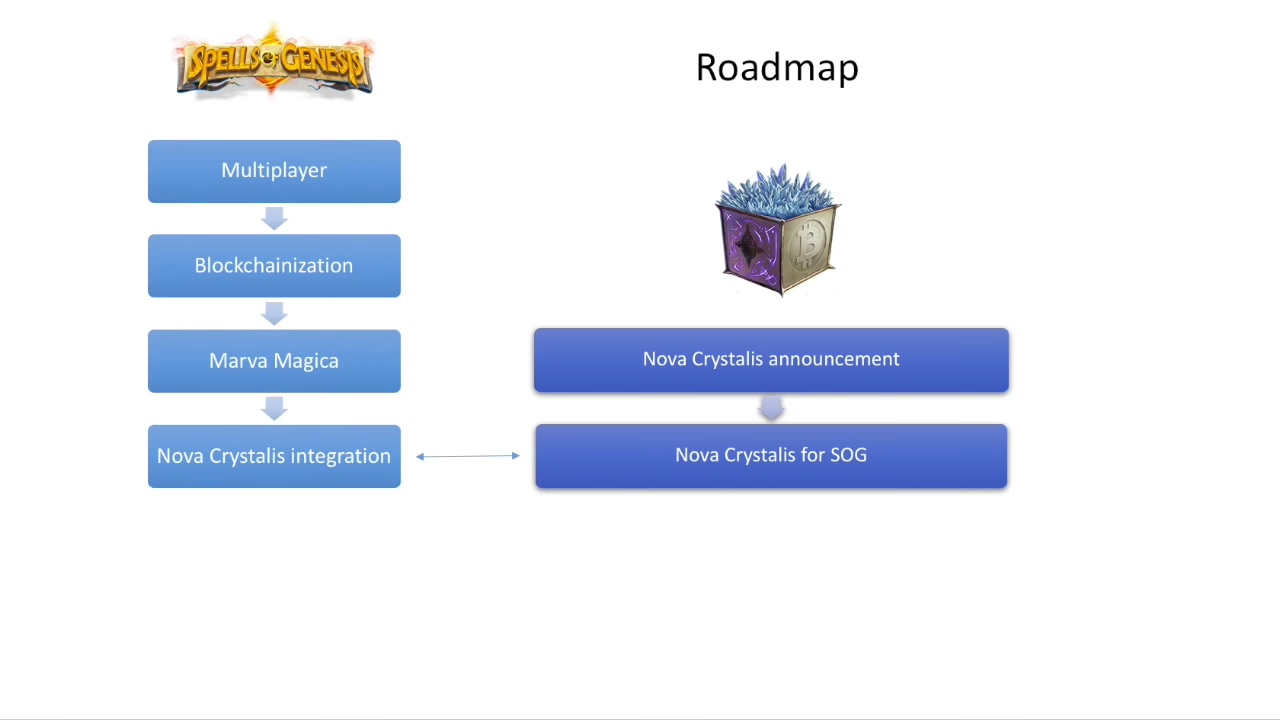 SPELLS OF GENESIS
Roadmap
Multiplayer
Blockchainization
Marva Magica
Nova Crystalis integration
Nova Crystalis announcement
Nova Crystalis for SOG